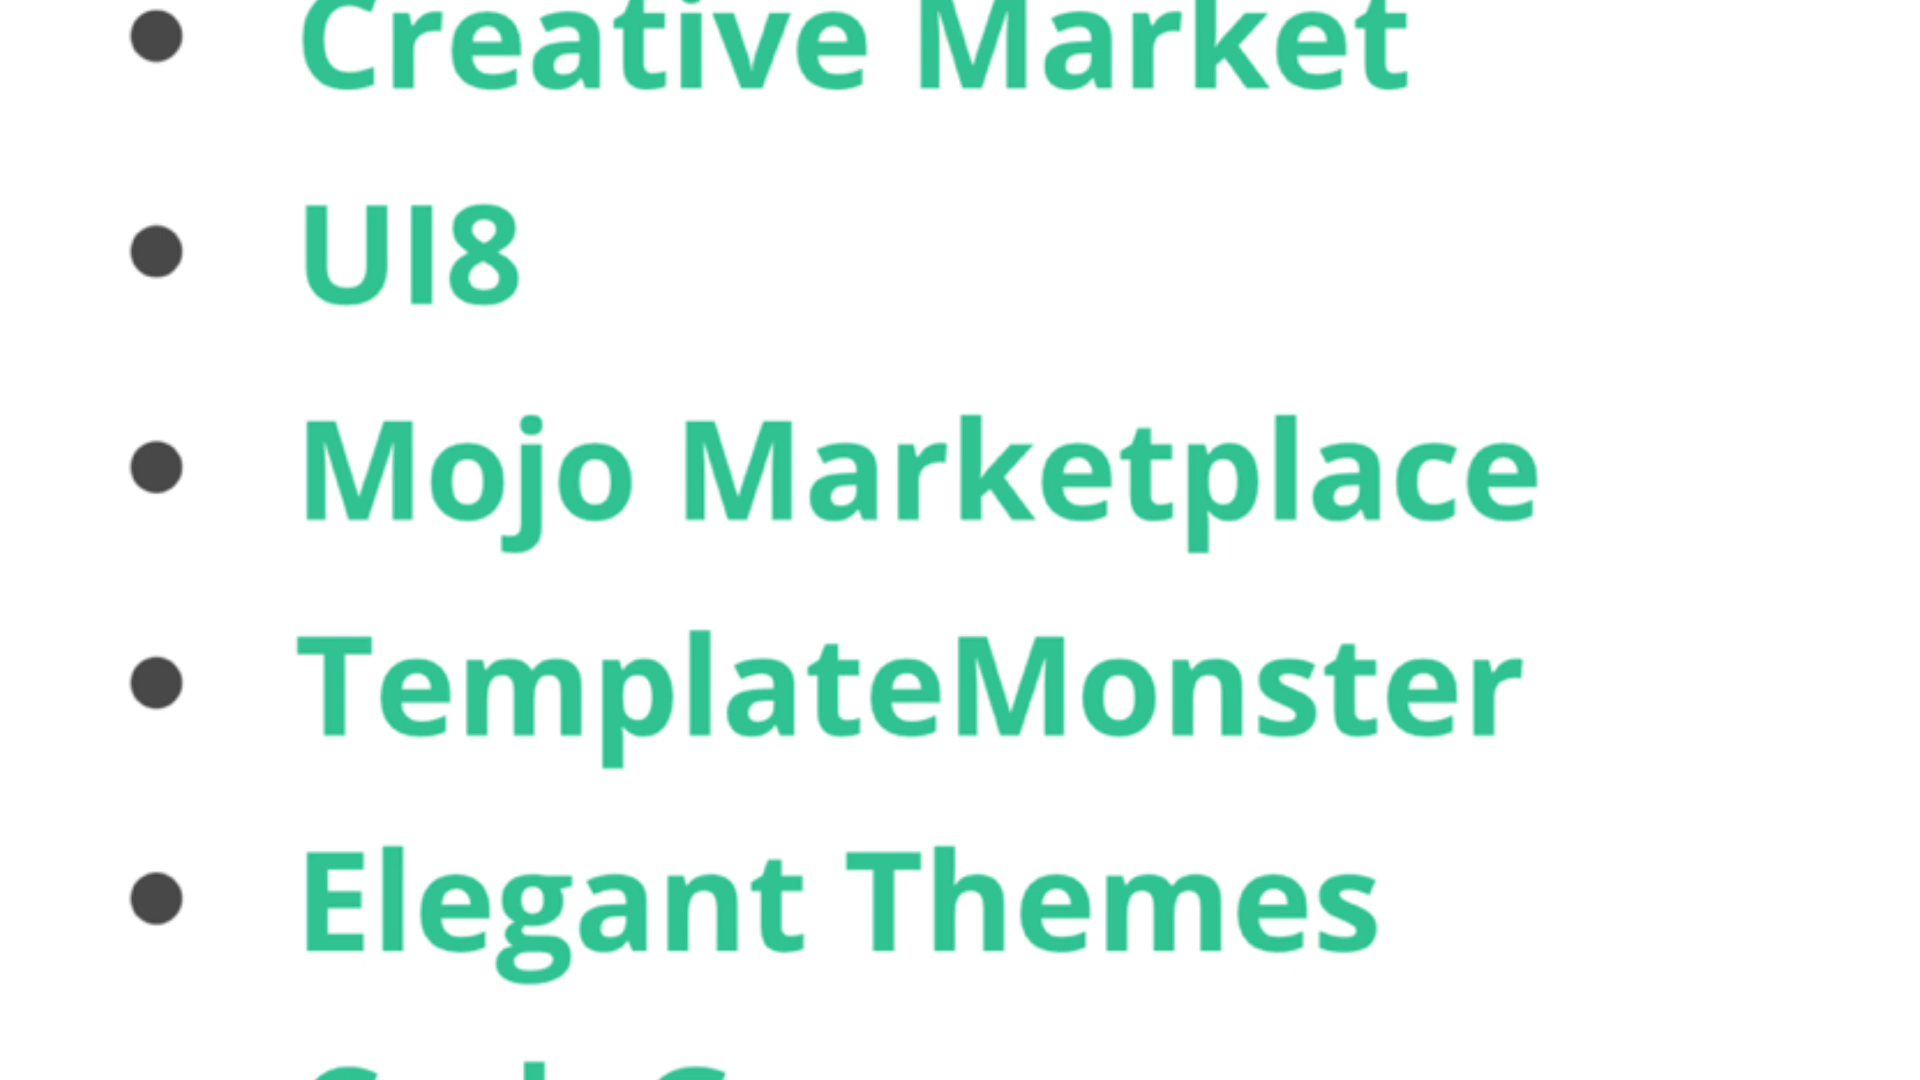 Creative Market
UI8
Mojo Marketplace
TemplateMonster
Elegant Themes